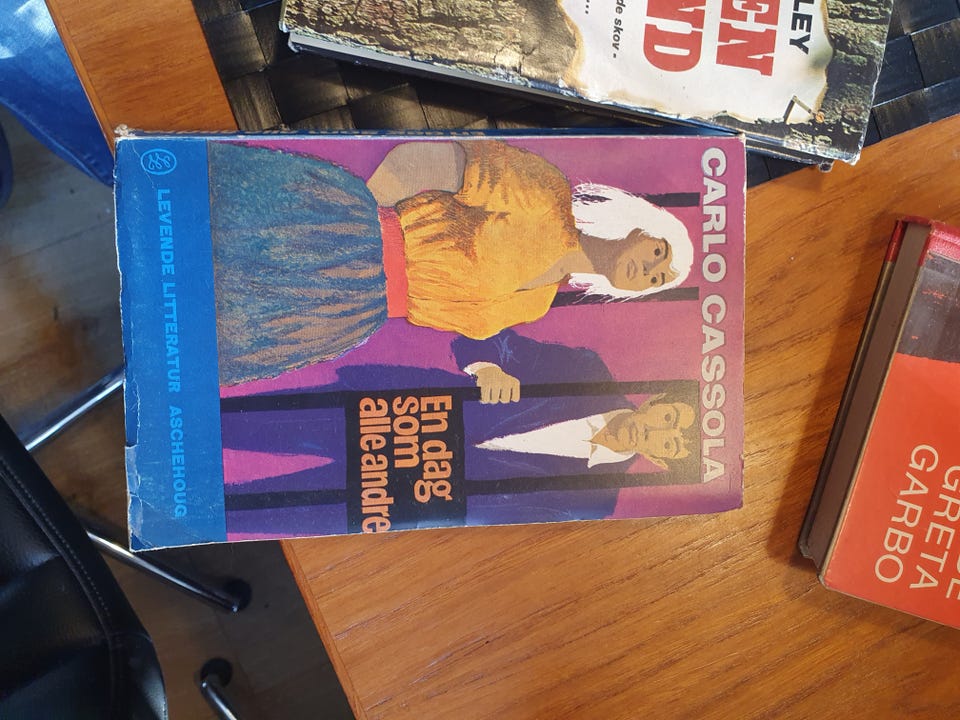 CARLO CASSOLA
En dag
som
alle andre
LEVENDE LITTERATUR ASCHEHOUG
LEY
EN
ND
de skov -
...
GRETA
GARBO